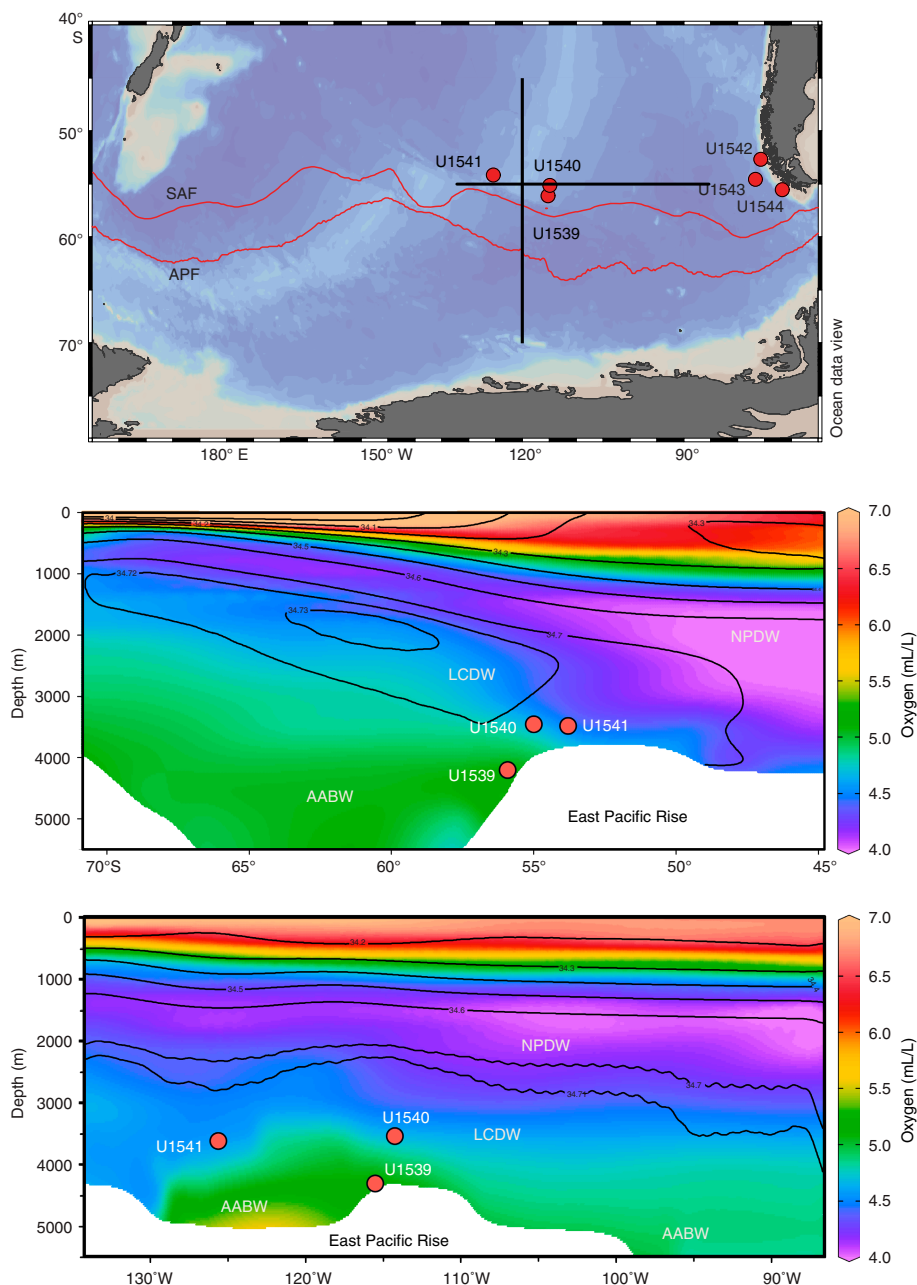 40°
S
50°
60°
70°
SAF
APF
U1541
U1540
U1539
U1542
U1543
U1544
180° E
150° W
120°
90°
Ocean data view
0
1000
2000
3000
4000
5000
Depth (m)
34.1
34.3
34.3
34.5
34.6
34.72
34.73
34.7
NPDW
LCDW
U1540
U1541
U1539
AABW
East Pacific Rise
70°S
65°
60°
55°
50°
45°
7.0
6.5
6.0
5.5
5.0
4.5
4.0
Oxygen (mL/L)
0
1000
2000
3000
4000
5000
Depth (m)
34.2
34.3
34.4
34.5
34.6
NPDW
34.7
34.71
U1540
LCDW
U1541
U1539
AABW
AABW
East Pacific Rise
130°W
120°W
110°W
100°W
90°W
7.0
6.5
6.0
5.5
5.0
4.5
4.0
Oxygen (mL/L)